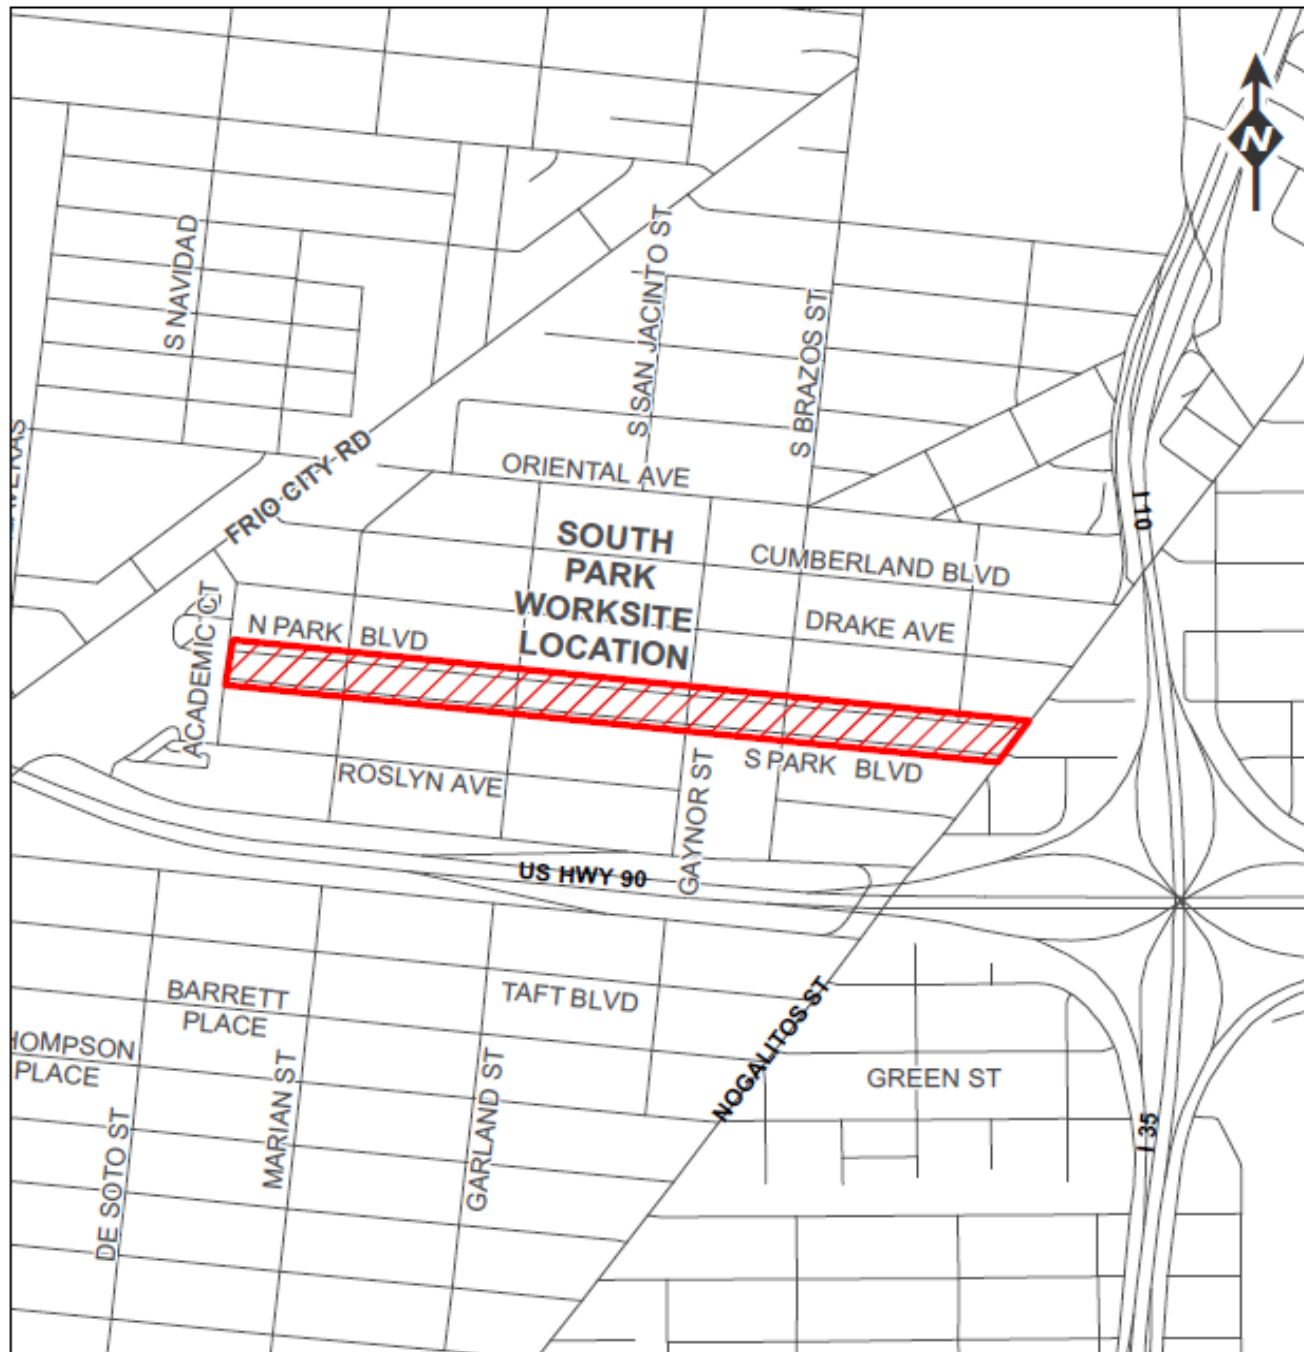 N
S NAVIDAD
S SAN JACINTO ST
S BRAZOS ST
FRIO CITY RD
ORIENTAL AVE
I 10
SOUTH
PARK
WORKSITE
LOCATION
CUMBERLAND BLVD
DRAKE AVE
ACADEMIC CT
N PARK BLVD
ROSLYN AVE
GAYNOR ST
S PARK BLVD
US HWY 90
BARRETT
PLACE
TAFT BLVD
NOGALITOS ST
HOMPSON
PLACE
GREEN ST
MARIAN ST
GARLAND ST
DE SOTO ST
I 35